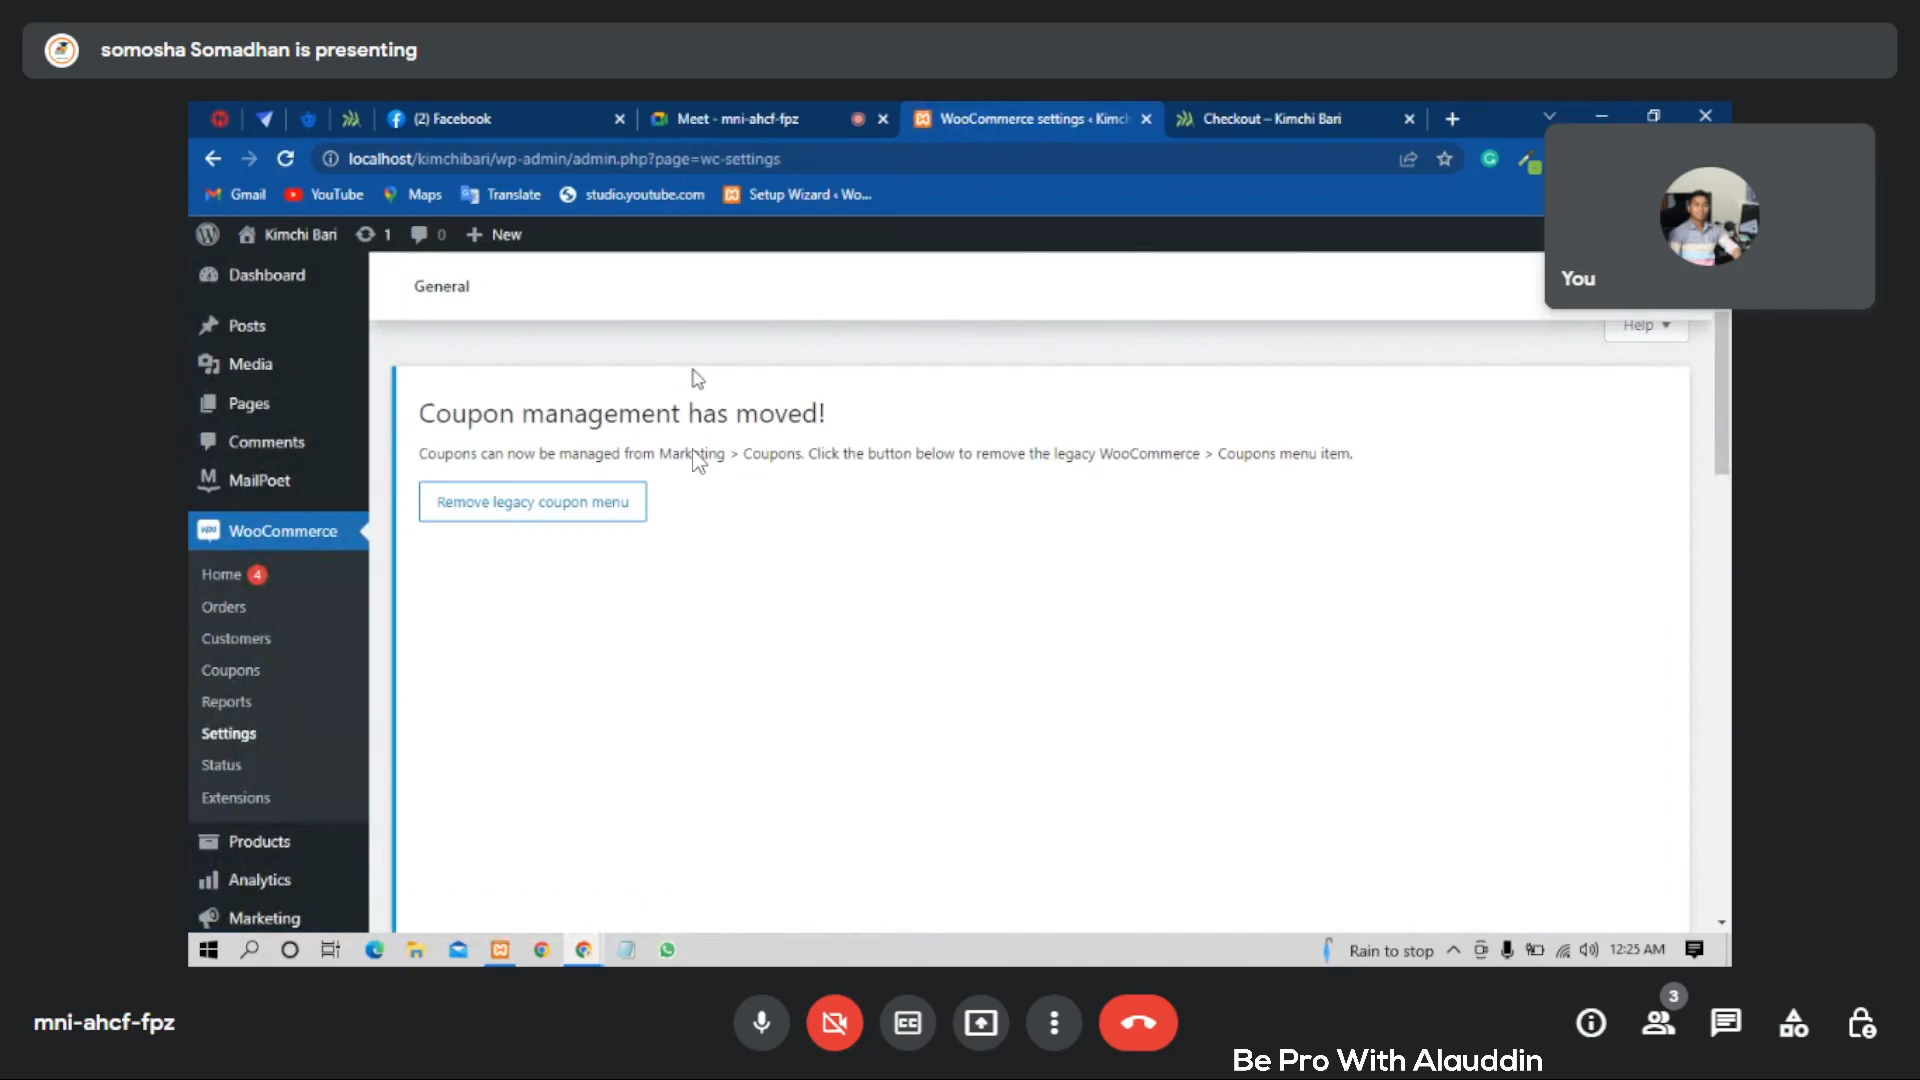 somosha Somadhan is presenting
(2) Facebook
Meet - mni-ahcf-fpz
WooCommerce settings ‹ Kimch
Checkout – Kimchi Bari
localhost/kimchibari/wp-admin/admin.php?page=wc-settings
Gmail
YouTube
Maps
Translate
studio.youtube.com
Setup Wizard ‹ Wo...
Kimchi Bari
1
0
New
You
Dashboard
General
Help
Posts
Media
Pages
Comments
MailPoet
Coupon management has moved!
Coupons can now be managed from Marketing > Coupons. Click the button below to remove the legacy WooCommerce > Coupons menu item.
Remove legacy coupon menu
WooCommerce
Home 4
Orders
Customers
Coupons
Reports
Settings
Status
Extensions
Products
Analytics
Marketing
Rain to stop
12:25 AM
mni-ahcf-fpz
3
Be Pro With Alauddin